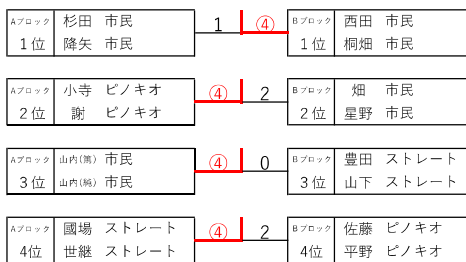 Aブロック 杉田 市民 1 ④ Bブロック 西田 市民
1位 降矢 市民 1位 桐畑 市民
Aブロック 小寺 ピノキオ ④ 2 Bブロック 畑 市民
2位 謝 ピノキオ 2位 星野 市民
Aブロック 山内(篤) 市民 ④ 0 Bブロック 豊田 ストレート
3位 山内(純) 市民 3位 山下 ストレート
Aブロック 國場 ストレート ④ 2 Bブロック 佐藤 ピノキオ
4位 世継 ストレート 4位 平野 ピノキオ